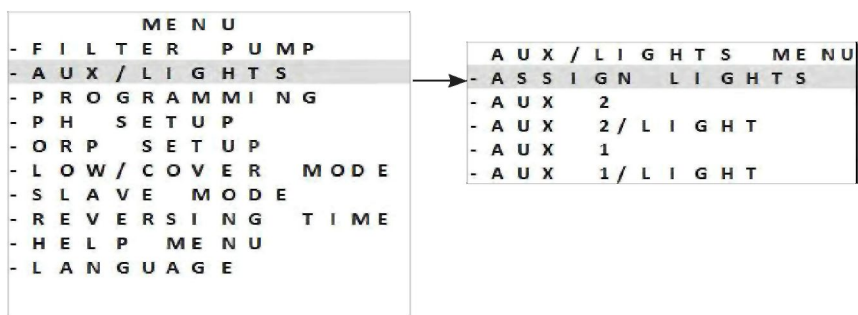 MENU
- FILTER PUMP
- AUX/LIGHTS
- PROGRAMMING
- PH SETUP
- ORP SETUP
- LOW/COVER MODE
- SLAVE MODE
- REVERSING TIME
- HELP MENU
- LANGUAGE
AUX/LIGHTS MENU
- ASSIGN LIGHTS
- AUX 2
- AUX 2/LIGHT
- AUX 1
- AUX 1/LIGHT